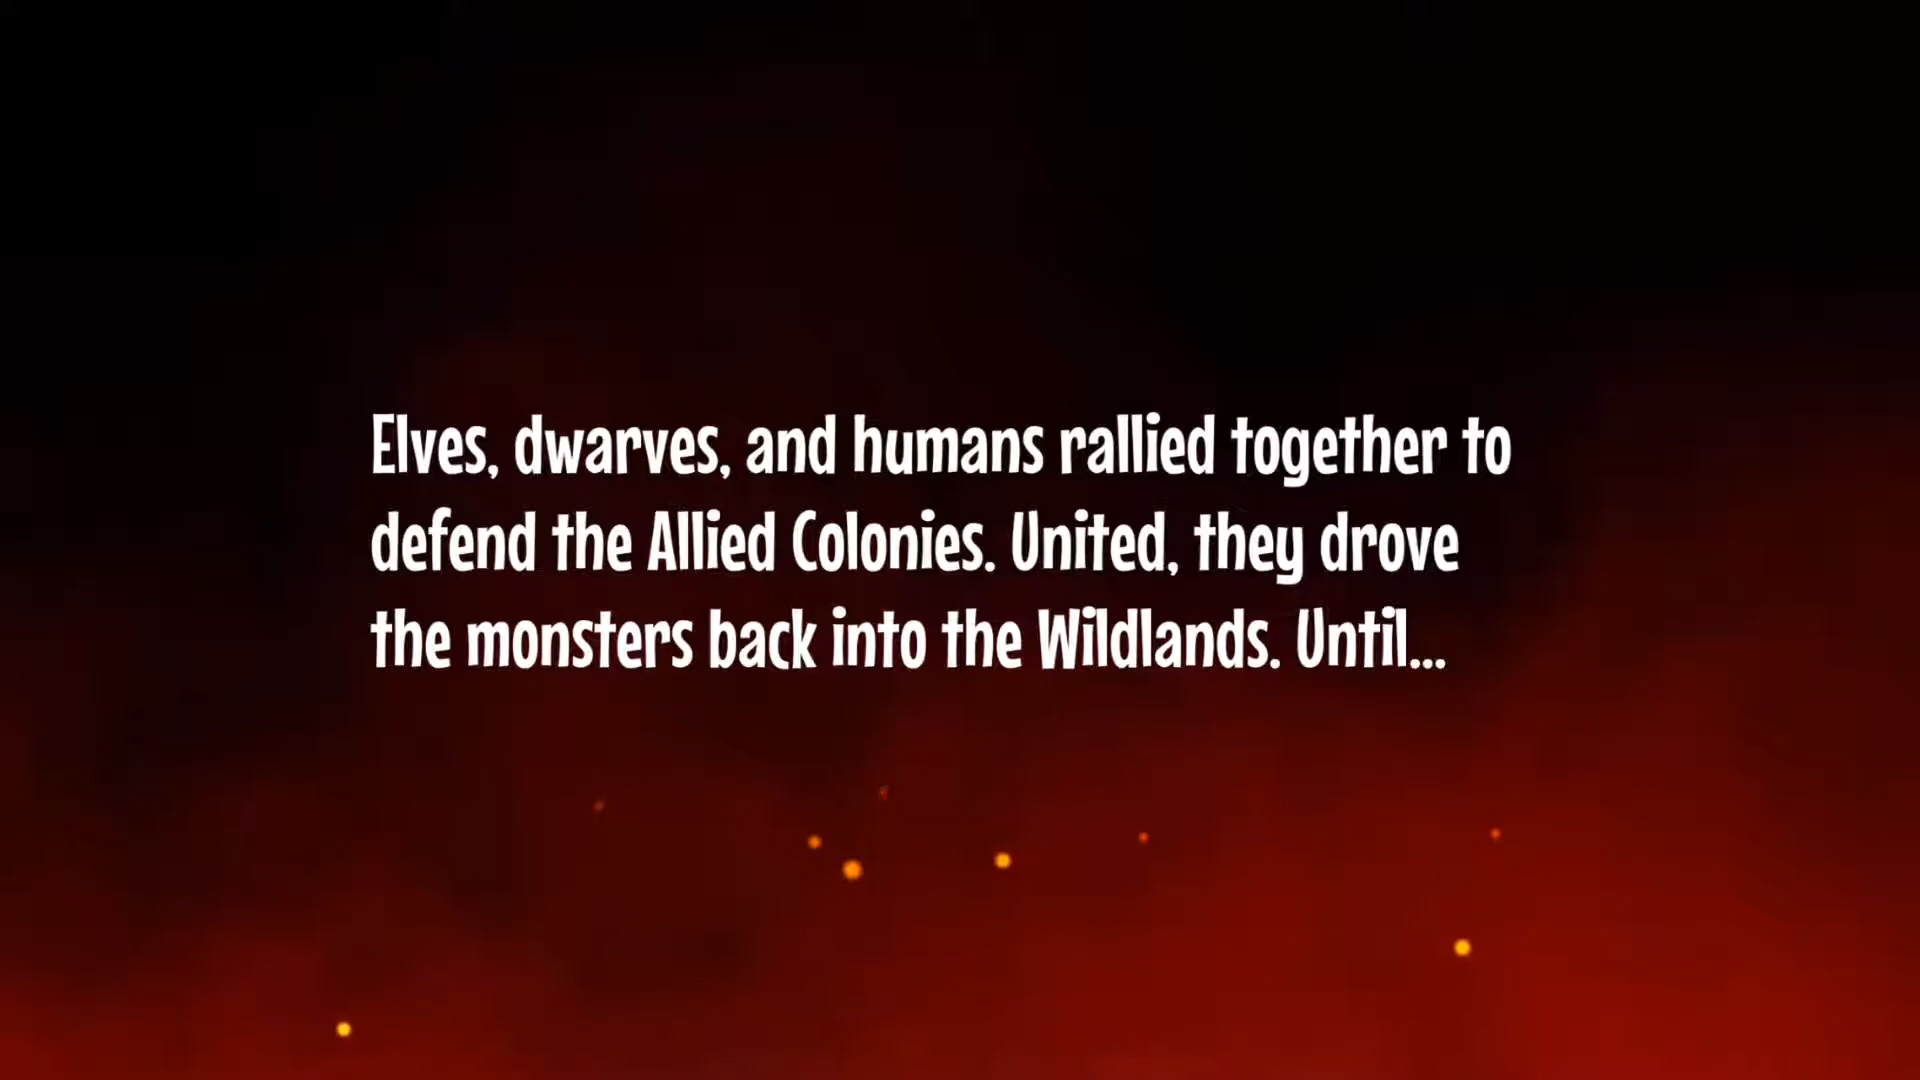 Elves, dwarves, and humans rallied together to
defend the Allied Colonies. United, they drove
the monsters back into the Wildlands. Until...